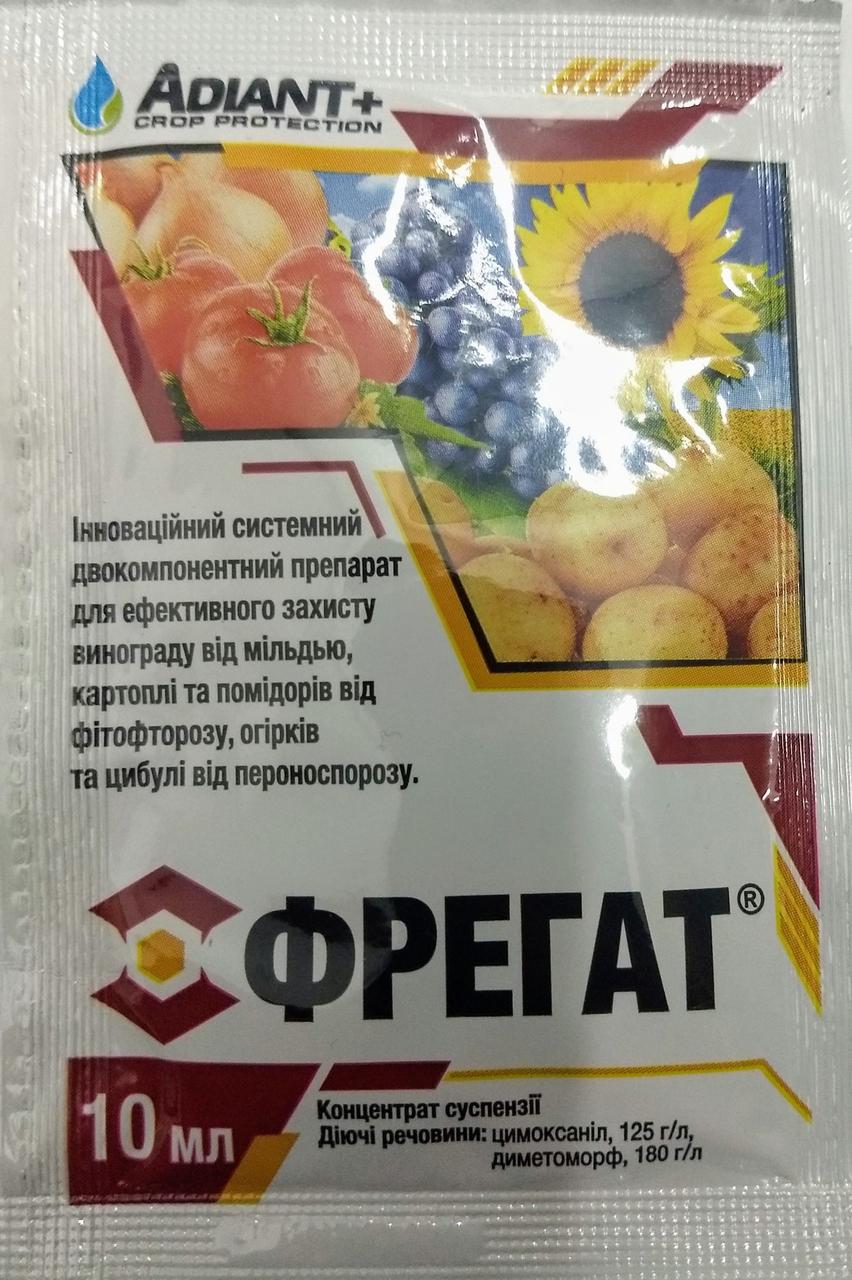 ADIANT+
CROP PROTECTION
Інноваційний системний
двокомпонентний препарат
для ефективного захисту
винограду від мільдью,
картоплі та помідорів від
фітофторозу, огірків
та цибулі від пероноспорозу.
ФРЕГАТ®
10 мл
Концентрат суспензії
Діючі речовини: цимоксаніл, 125 г/л,
диметоморф, 180 г/л